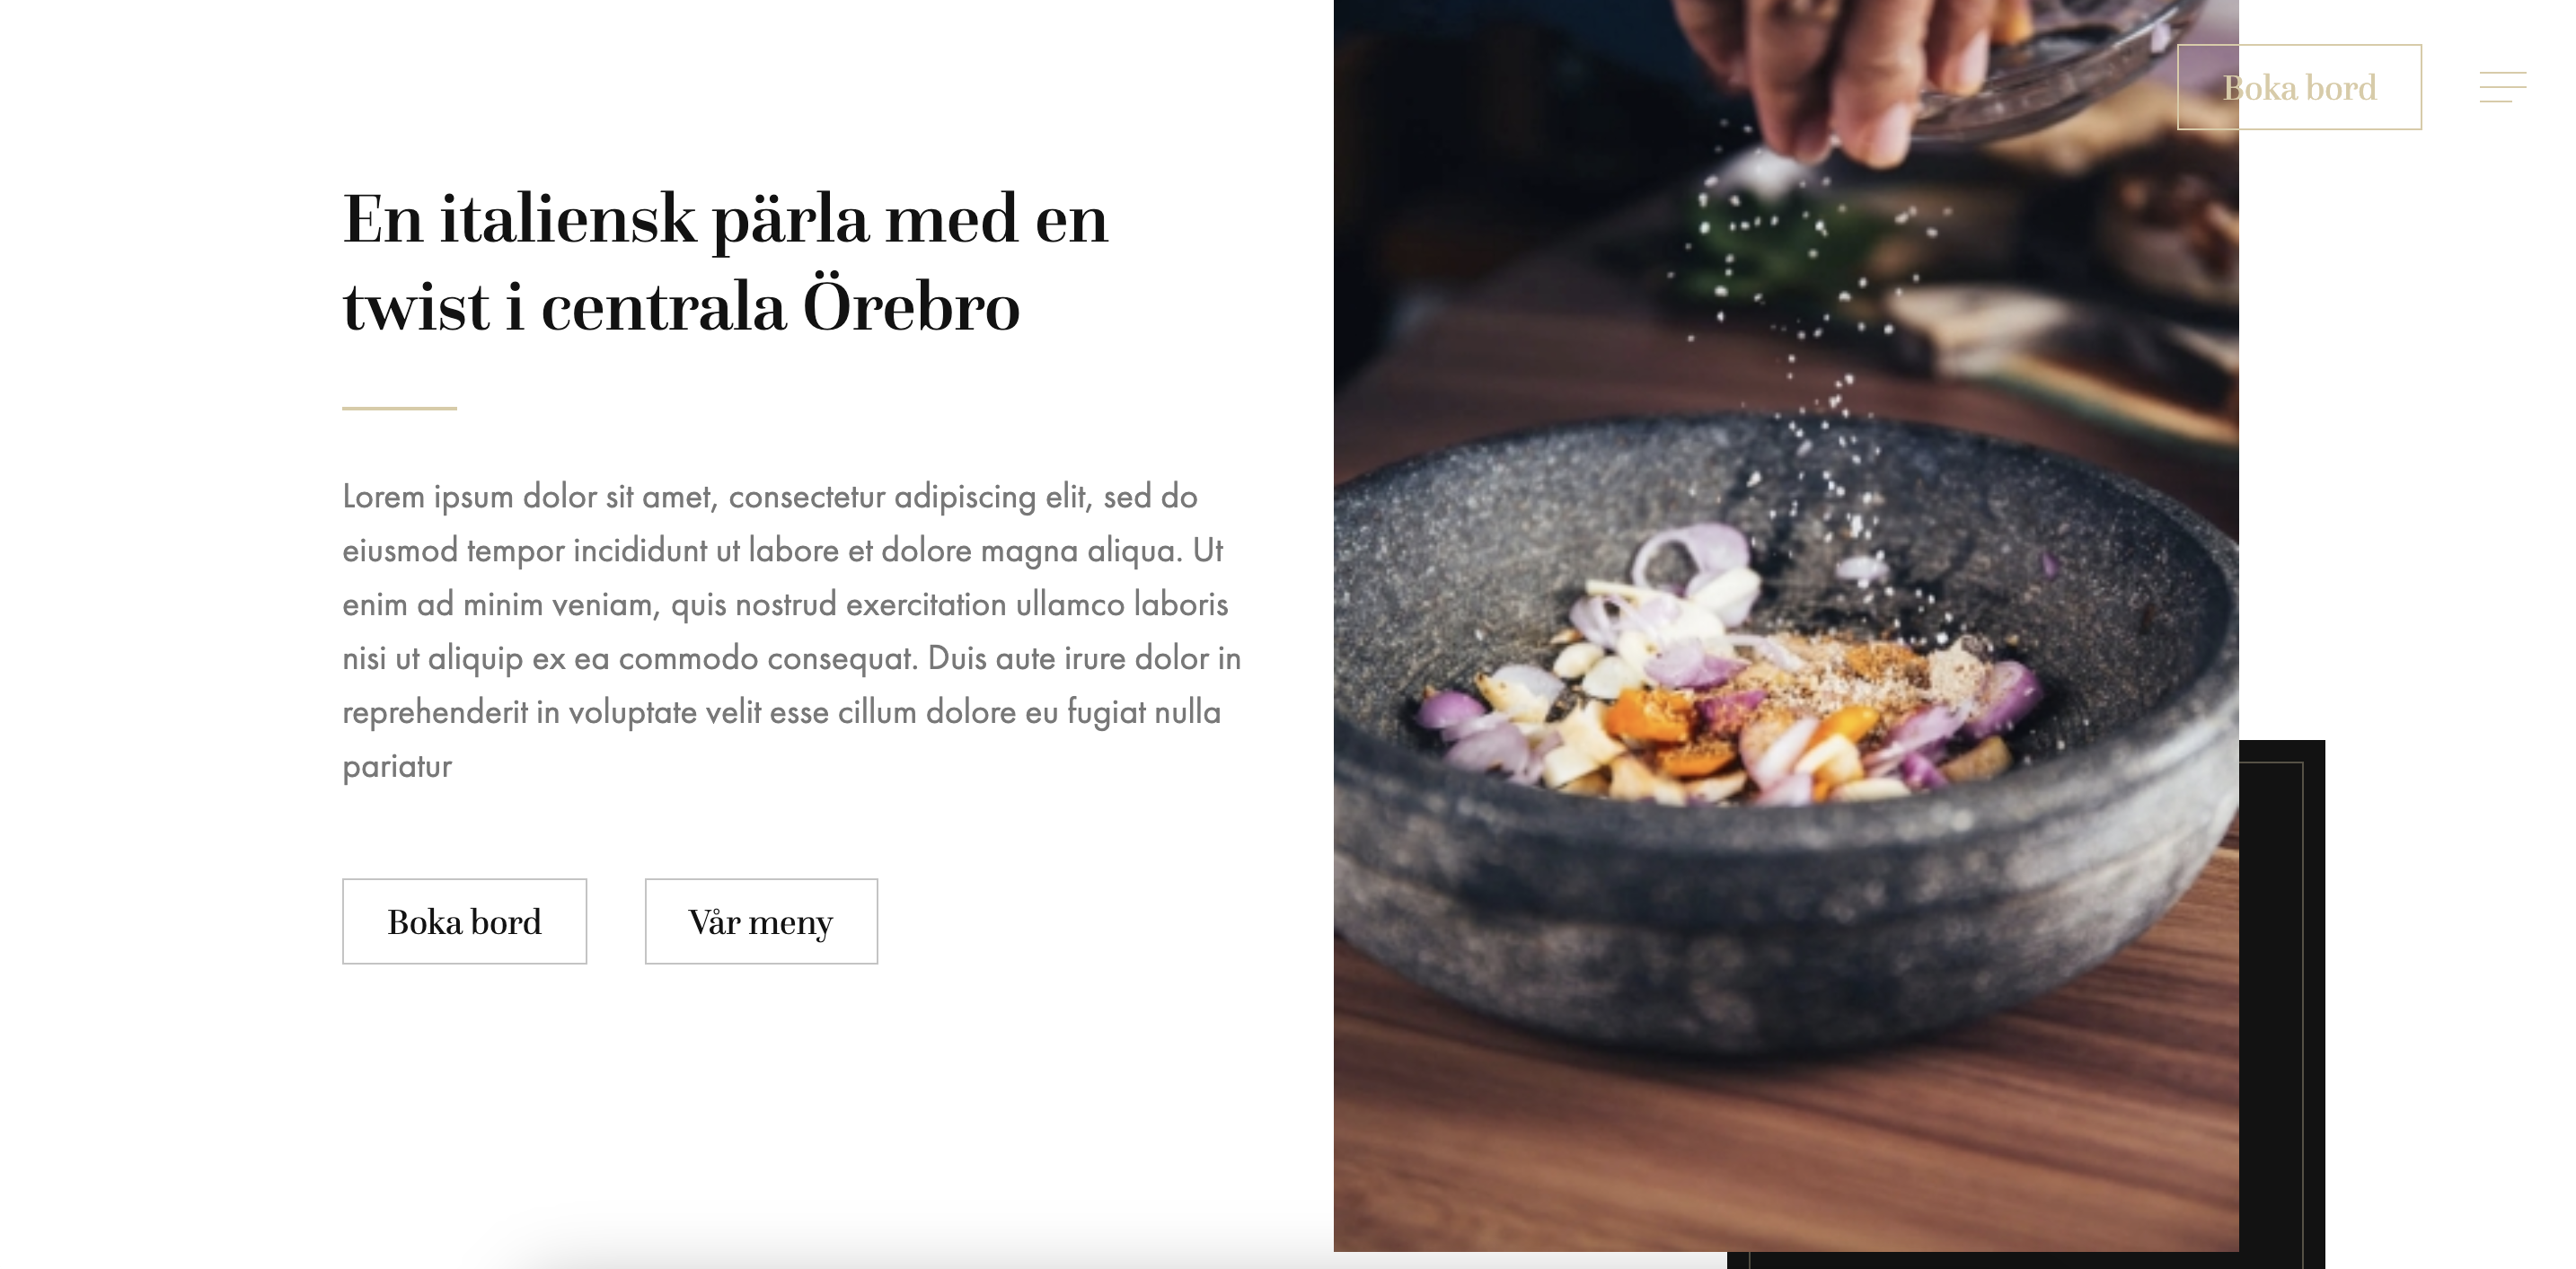 Boka bord
En italiensk pärla med en
twist i centrala Örebro
Lorem ipsum dolor sit amet, consectetur adipiscing elit, sed do
eiusmod tempor incididunt ut labore et dolore magna aliqua. Ut
enim ad minim veniam, quis nostrud exercitation ullamco laboris
nisi ut aliquip ex ea commodo consequat. Duis aute irure dolor in
reprehenderit in voluptate velit esse cillum dolore eu fugiat nulla
pariatur
Boka bord
Vår meny